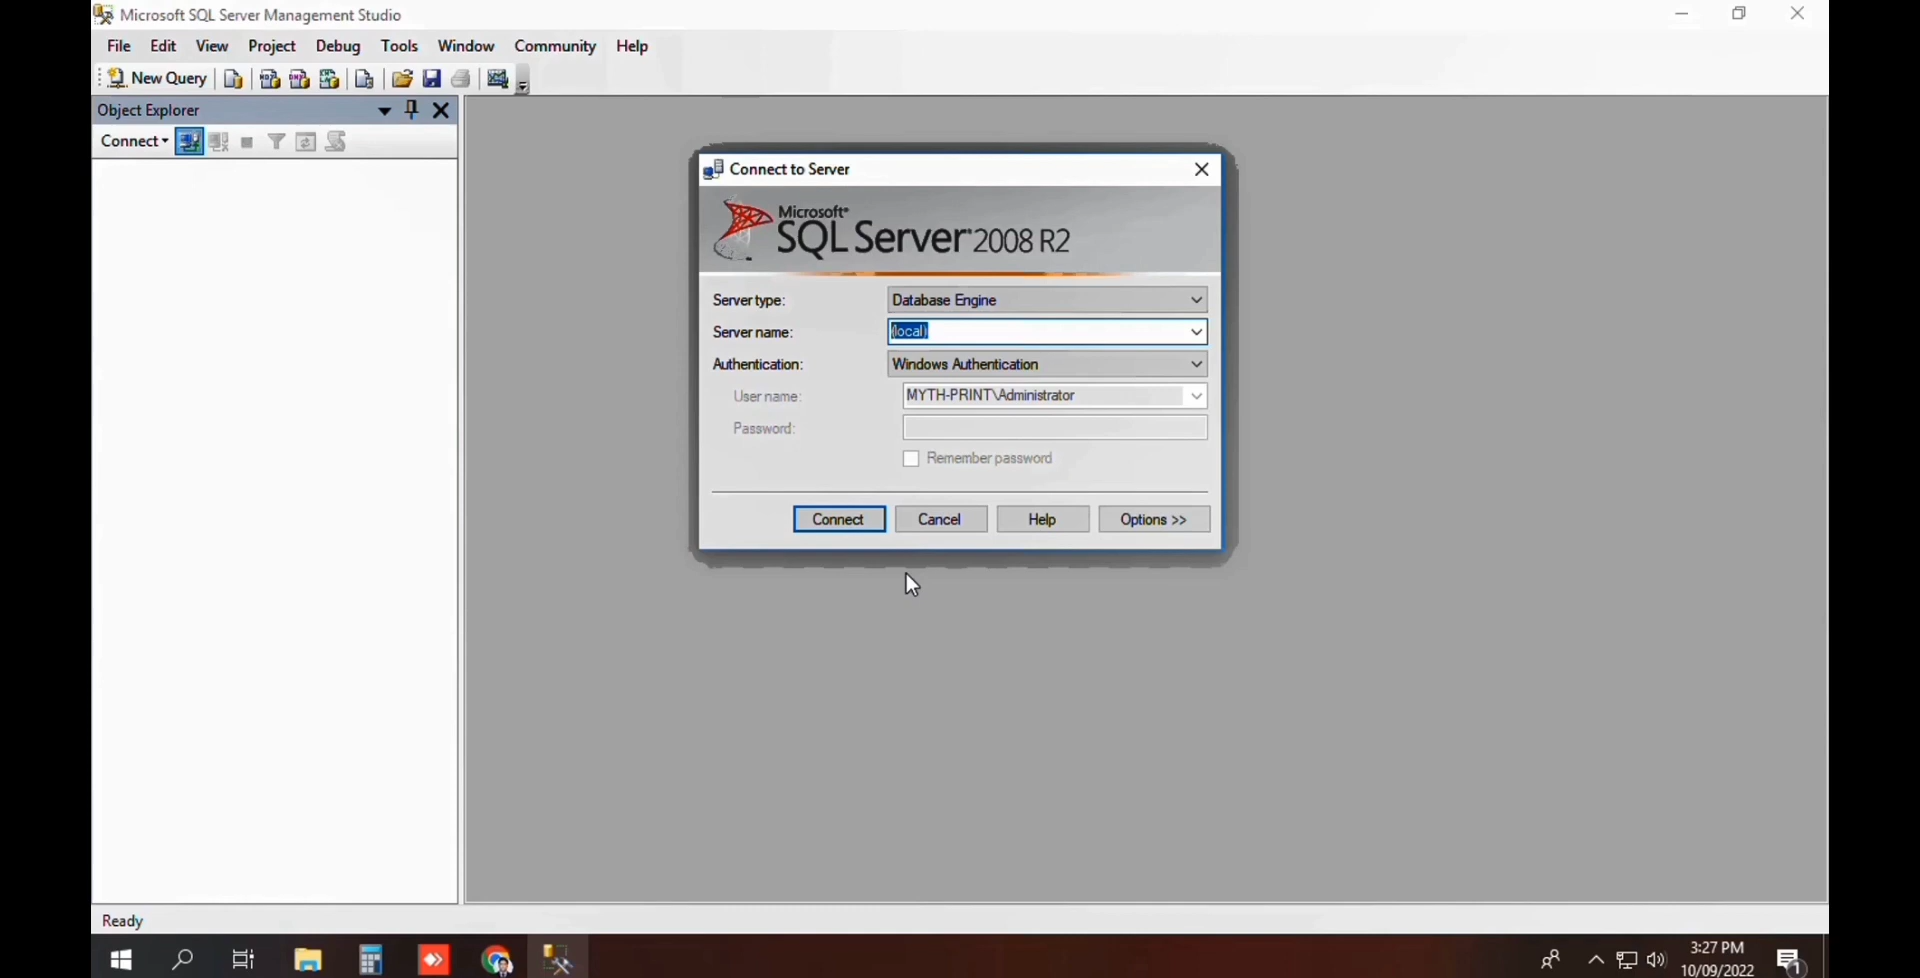 Microsoft SQL Server Management Studio
File Edit View Project Debug Tools Window Community Help
New Query
Object Explorer
Connect
Connect to Server
Microsoft
SQL Server 2008 R2
Server type: Database Engine
Server name: (local)
Authentication: Windows Authentication
User name: MYTH-PRINT\Administrator
Password:
Remember password
Connect Cancel Help Options >>
Ready
3:27 PM
10/09/2022
1